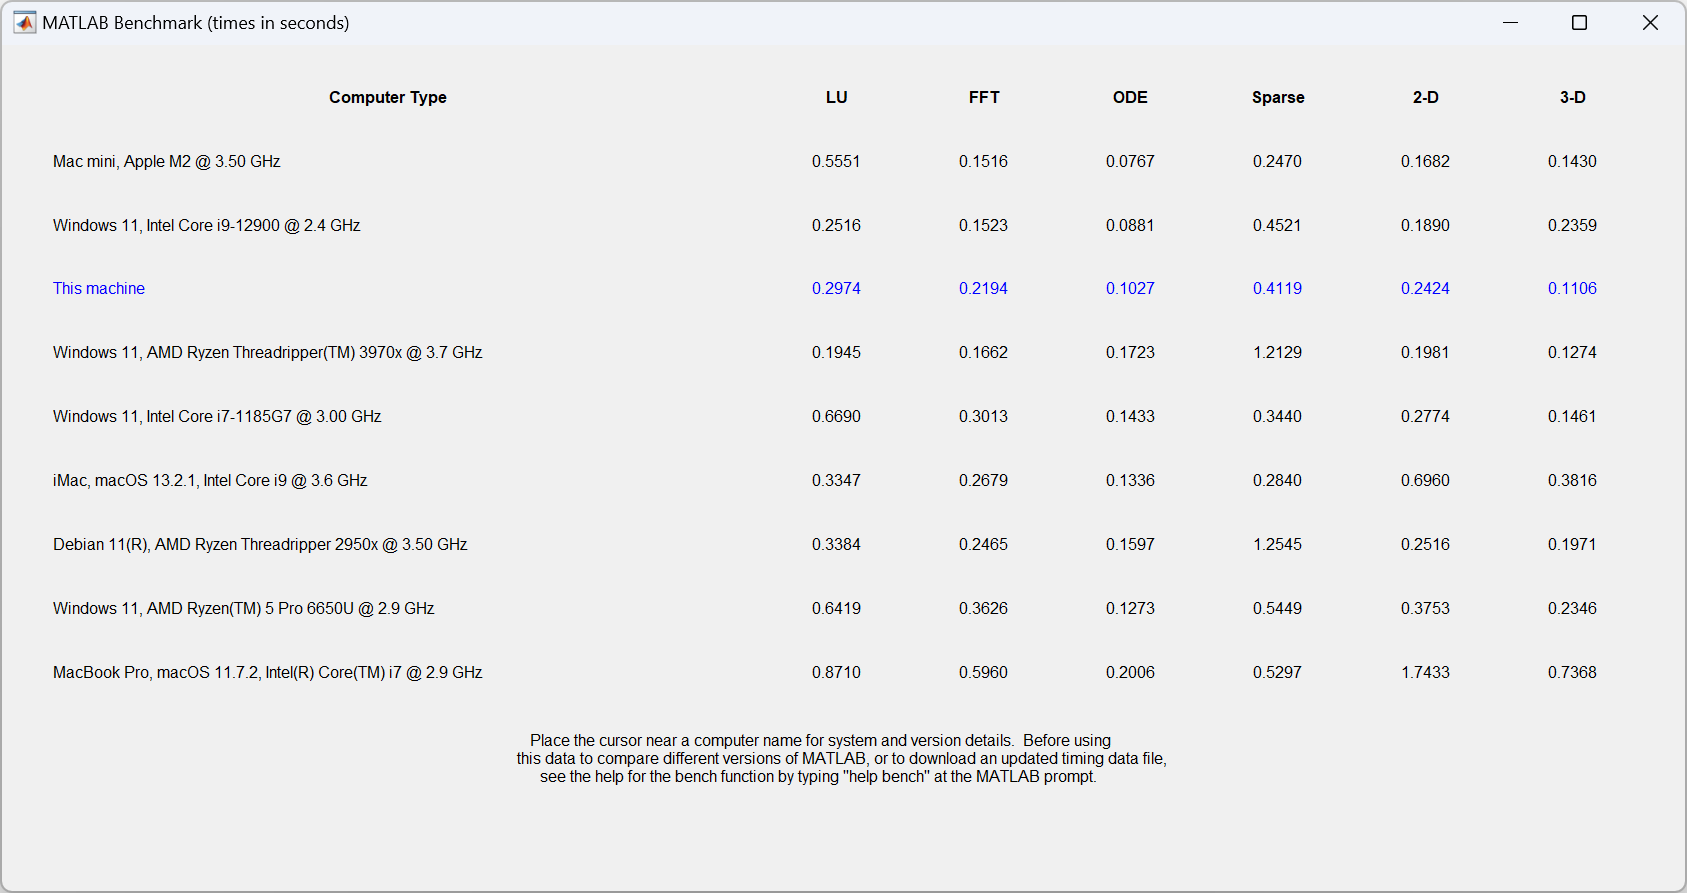 MATLAB Benchmark (times in seconds)
Computer Type LU FFT ODE Sparse 2-D 3-D
Mac mini, Apple M2 @ 3.50 GHz 0.5551 0.1516 0.0767 0.2470 0.1682 0.1430
Windows 11, Intel Core i9-12900 @ 2.4 GHz 0.2516 0.1523 0.0881 0.4521 0.1890 0.2359
This machine 0.2974 0.2194 0.1027 0.4119 0.2424 0.1106
Windows 11, AMD Ryzen Threadripper(TM) 3970x @ 3.7 GHz 0.1945 0.1662 0.1723 1.2129 0.1981 0.1274
Windows 11, Intel Core i7-1185G7 @ 3.00 GHz 0.6690 0.3013 0.1433 0.3440 0.2774 0.1461
iMac, macOS 13.2.1, Intel Core i9 @ 3.6 GHz 0.3347 0.2679 0.1336 0.2840 0.6960 0.3816
Debian 11(R), AMD Ryzen Threadripper 2950x @ 3.50 GHz 0.3384 0.2465 0.1597 1.2545 0.2516 0.1971
Windows 11, AMD Ryzen(TM) 5 Pro 6650U @ 2.9 GHz 0.6419 0.3626 0.1273 0.5449 0.3753 0.2346
MacBook Pro, macOS 11.7.2, Intel(R) Core(TM) i7 @ 2.9 GHz 0.8710 0.5960 0.2006 0.5297 1.7433 0.7368
Place the cursor near a computer name for system and version details.  Before using
this data to compare different versions of MATLAB, or to download an updated timing data file,
see the help for the bench function by typing "help bench" at the MATLAB prompt.